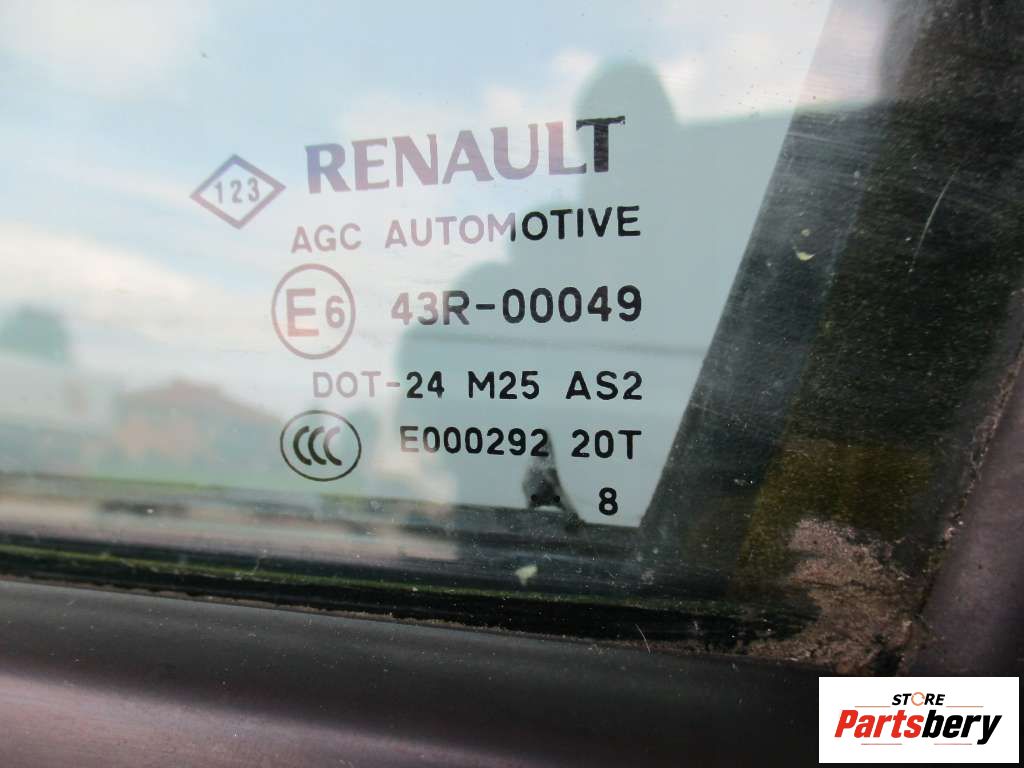 123 RENAULT
AGC AUTOMOTIVE
E6 43R-00049
DOT-24 M25 AS2
CCC E000292 20T
8
STORE
Partsbery